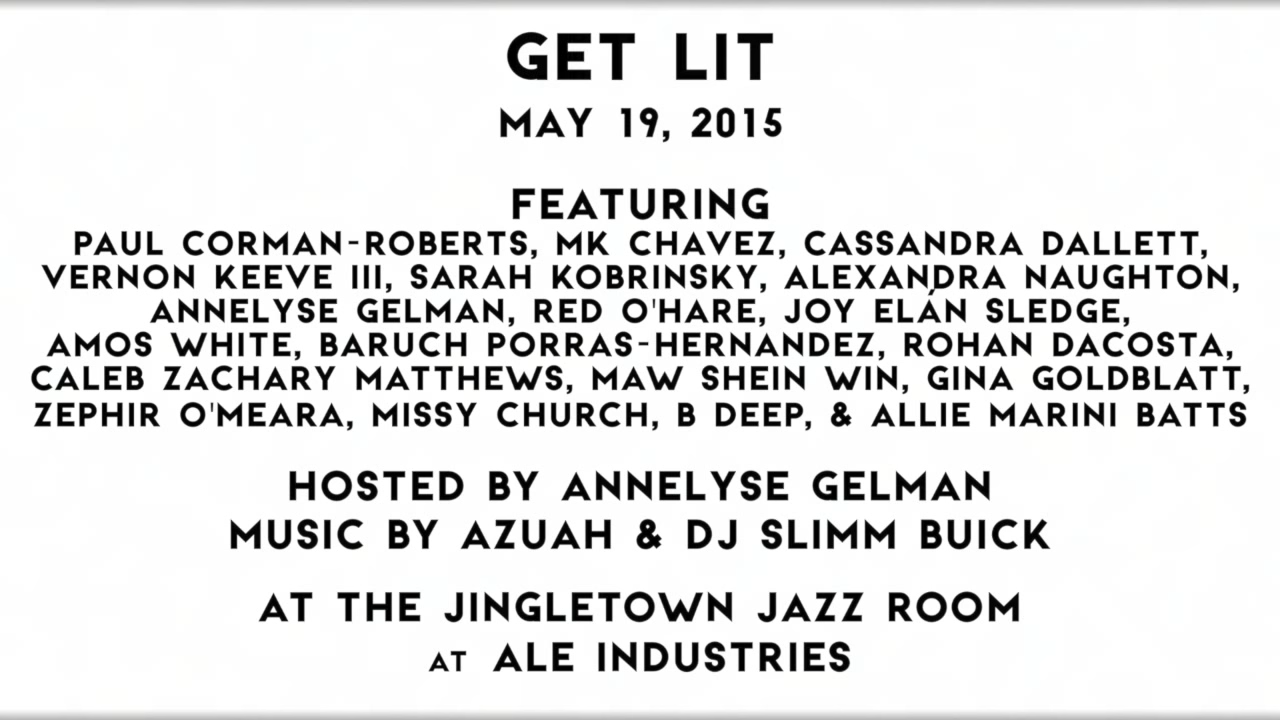 GET LIT
MAY 19, 2015
FEATURING
PAUL CORMAN-ROBERTS, MK CHAVEZ, CASSANDRA DALLETT,
VERNON KEEVE III, SARAH KOBRINSKY, ALEXANDRA NAUGHTON,
ANNELYSE GELMAN, RED O'HARE, JOY ELÁN SLEDGE,
AMOS WHITE, BARUCH PORRAS-HERNANDEZ, ROHAN DACOSTA,
CALEB ZACHARY MATTHEWS, MAW SHEIN WIN, GINA GOLDBLATT,
ZEPHIR O'MEARA, MISSY CHURCH, B DEEP, & ALLIE MARINI BATTS
HOSTED BY ANNELYSE GELMAN
MUSIC BY AZUAH & DJ SLIMM BUICK
AT THE JINGLETOWN JAZZ ROOM
AT ALE INDUSTRIES